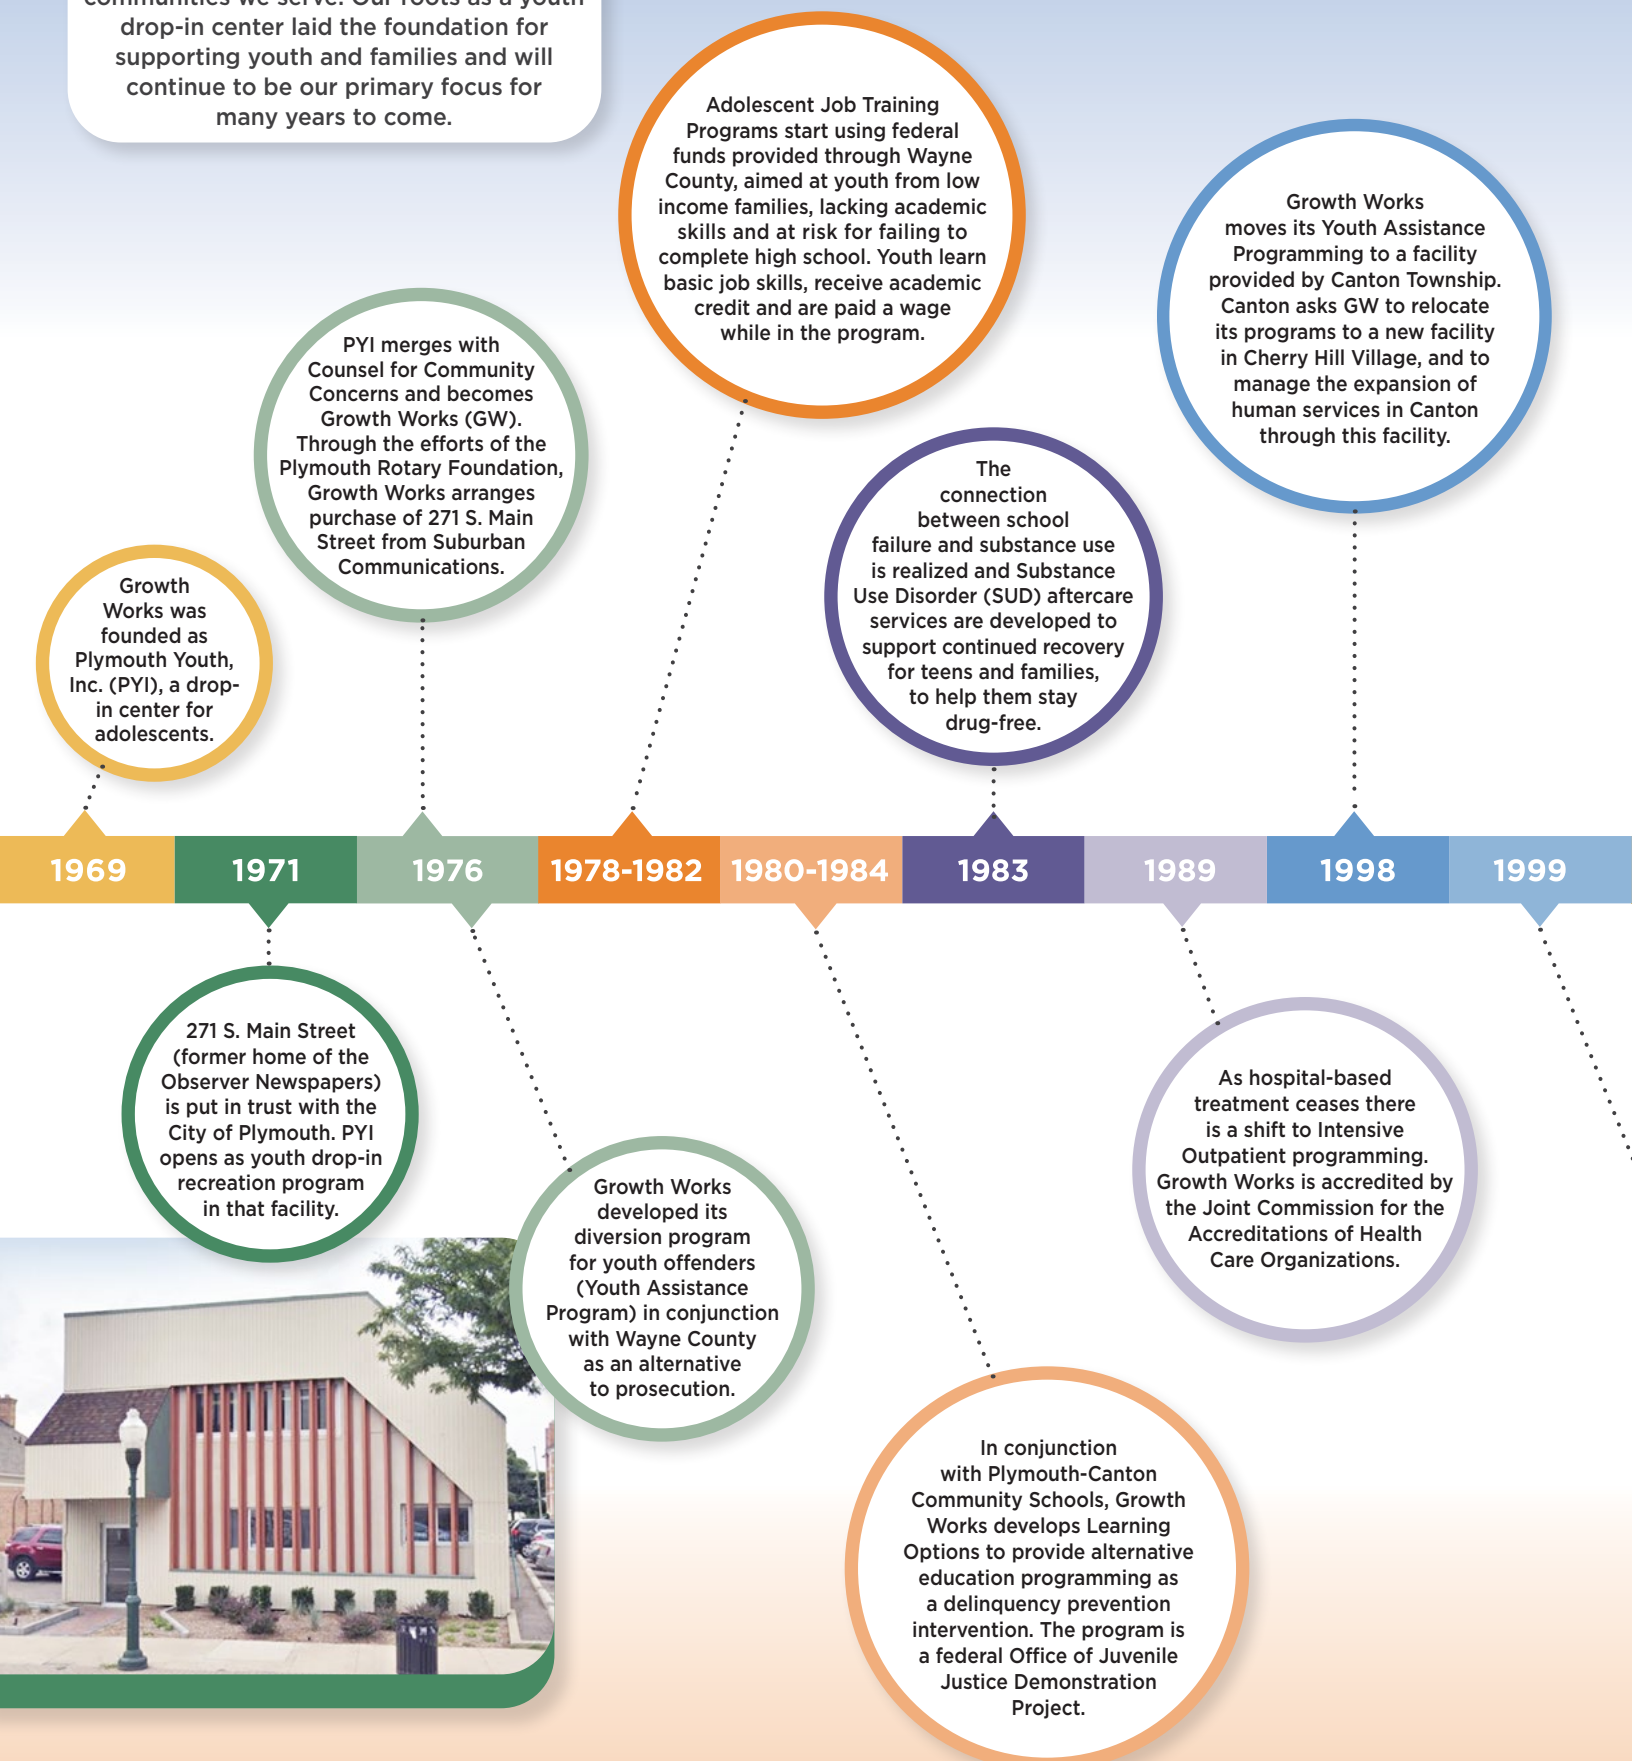 communities we serve. Our roots as a youth
drop-in center laid the foundation for
supporting youth and families and will
continue to be our primary focus for
many years to come.
Growth
Works was
founded as
Plymouth Youth,
Inc. (PYI), a drop-
in center for
adolescents.
PYI merges with
Counsel for Community
Concerns and becomes
Growth Works (GW).
Through the efforts of the
Plymouth Rotary Foundation,
Growth Works arranges
purchase of 271 S. Main
Street from Suburban
Communications.
Adolescent Job Training
Programs start using federal
funds provided through Wayne
County, aimed at youth from low
income families, lacking academic
skills and at risk for failing to
complete high school. Youth learn
basic job skills, receive academic
credit and are paid a wage
while in the program.
The
connection
between school
failure and substance use
is realized and Substance
Use Disorder (SUD) aftercare
services are developed to
support continued recovery
for teens and families,
to help them stay
drug-free.
Growth Works
moves its Youth Assistance
Programming to a facility
provided by Canton Township.
Canton asks GW to relocate
its programs to a new facility
in Cherry Hill Village, and to
manage the expansion of
human services in Canton
through this facility.
1969
1971
1976
1978-1982
1980-1984
1983
1989
1998
1999
271 S. Main Street
(former home of the
Observer Newspapers)
is put in trust with the
City of Plymouth. PYI
opens as youth drop-in
recreation program
in that facility.
Growth Works
developed its
diversion program
for youth offenders
(Youth Assistance
Program) in conjunction
with Wayne County
as an alternative
to prosecution.
In conjunction
with Plymouth-Canton
Community Schools, Growth
Works develops Learning
Options to provide alternative
education programming as
a delinquency prevention
intervention. The program is
a federal Office of Juvenile
Justice Demonstration
Project.
As hospital-based
treatment ceases there
is a shift to Intensive
Outpatient programming.
Growth Works is accredited by
the Joint Commission for the
Accreditations of Health
Care Organizations.